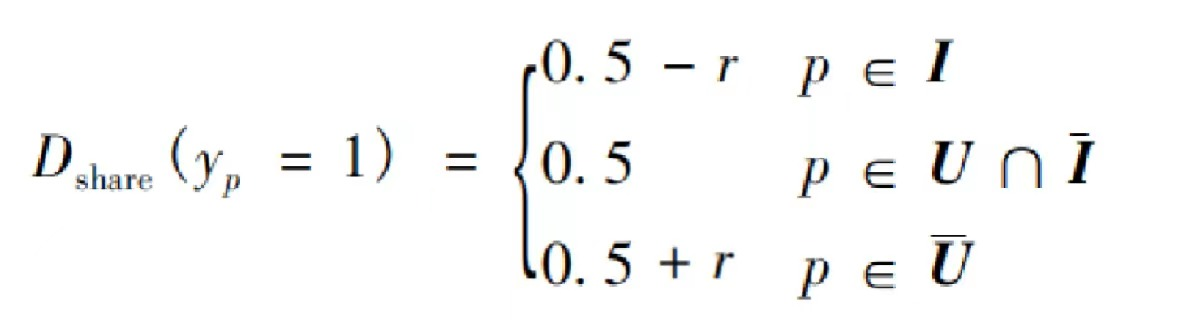 0.5 - r p ∈ I
D_share(y_p = 1) = { 0.5 p ∈ U ∩ Ī
0.5 + r p ∈ U̅